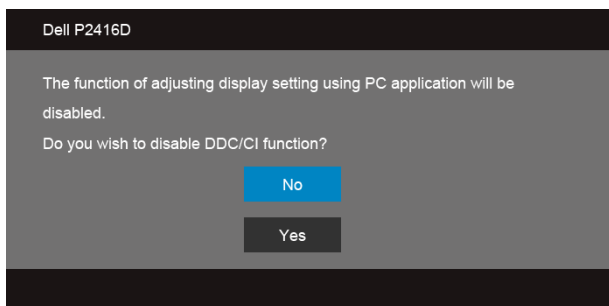 Dell P2416D
The function of adjusting display setting using PC application will be
disabled.
Do you wish to disable DDC/CI function?
No
Yes